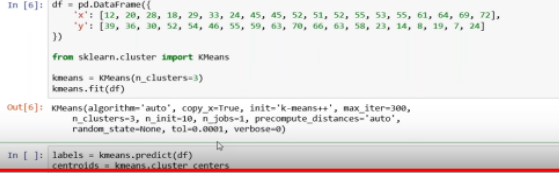 In [6]: df = pd.DataFrame({
'x': [12, 20, 28, 18, 29, 33, 24, 45, 45, 52, 51, 52, 55, 53, 55, 61, 64, 69, 72],
'y': [39, 36, 30, 52, 54, 46, 55, 59, 63, 70, 66, 63, 58, 23, 14, 8, 19, 7, 24]
})
from sklearn.cluster import KMeans
kmeans = KMeans(n_clusters=3)
kmeans.fit(df)
Out[6]: KMeans(algorithm='auto', copy_x=True, init='k-means++', max_iter=300,
n_clusters=3, n_init=10, n_jobs=1, precompute_distances='auto',
random_state=None, tol=0.0001, verbose=0)
In [ ]: labels = kmeans.predict(df)
centroids = kmeans.cluster_centers